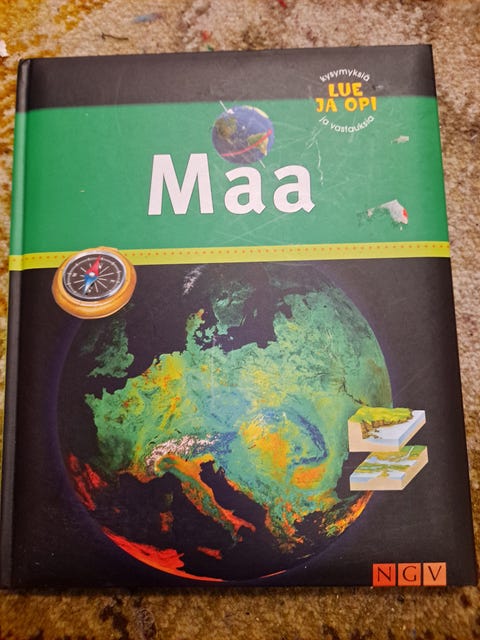 kysymyksiä
LUE
JA OPI
ja vastauksia
Maa
NGV